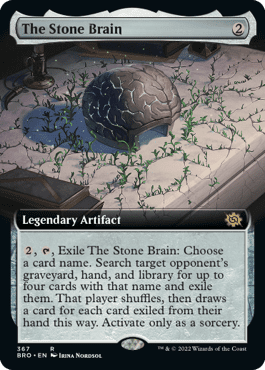 The Stone Brain 2
Legendary Artifact
2, T, Exile The Stone Brain: Choose
a card name. Search target opponent's
graveyard, hand, and library for up to
four cards with that name and exile
them. That player shuffles, then draws
a card for each card exiled from their
hand this way. Activate only as a sorcery.
367 R
BRO • EN Irina Nordsol
™ & © 2022 Wizards of the Coast